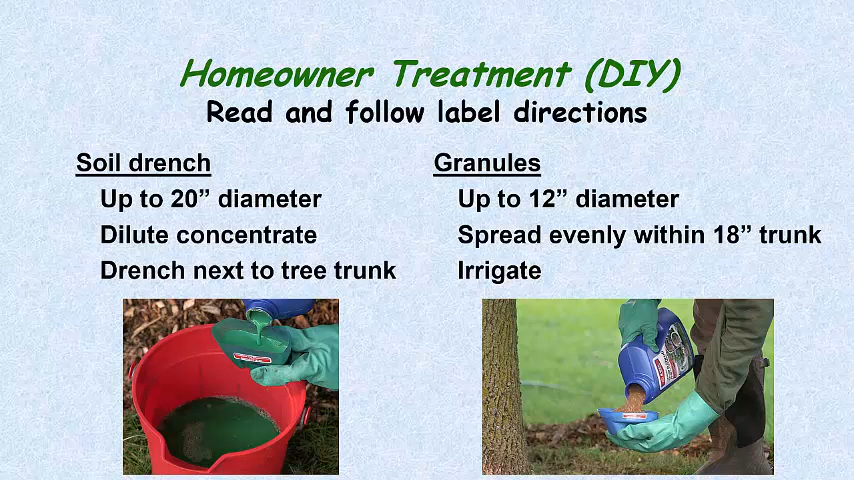 Homeowner Treatment (DIY)
Read and follow label directions
Soil drench
Up to 20” diameter
Dilute concentrate
Drench next to tree trunk
Granules
Up to 12” diameter
Spread evenly within 18” trunk
Irrigate